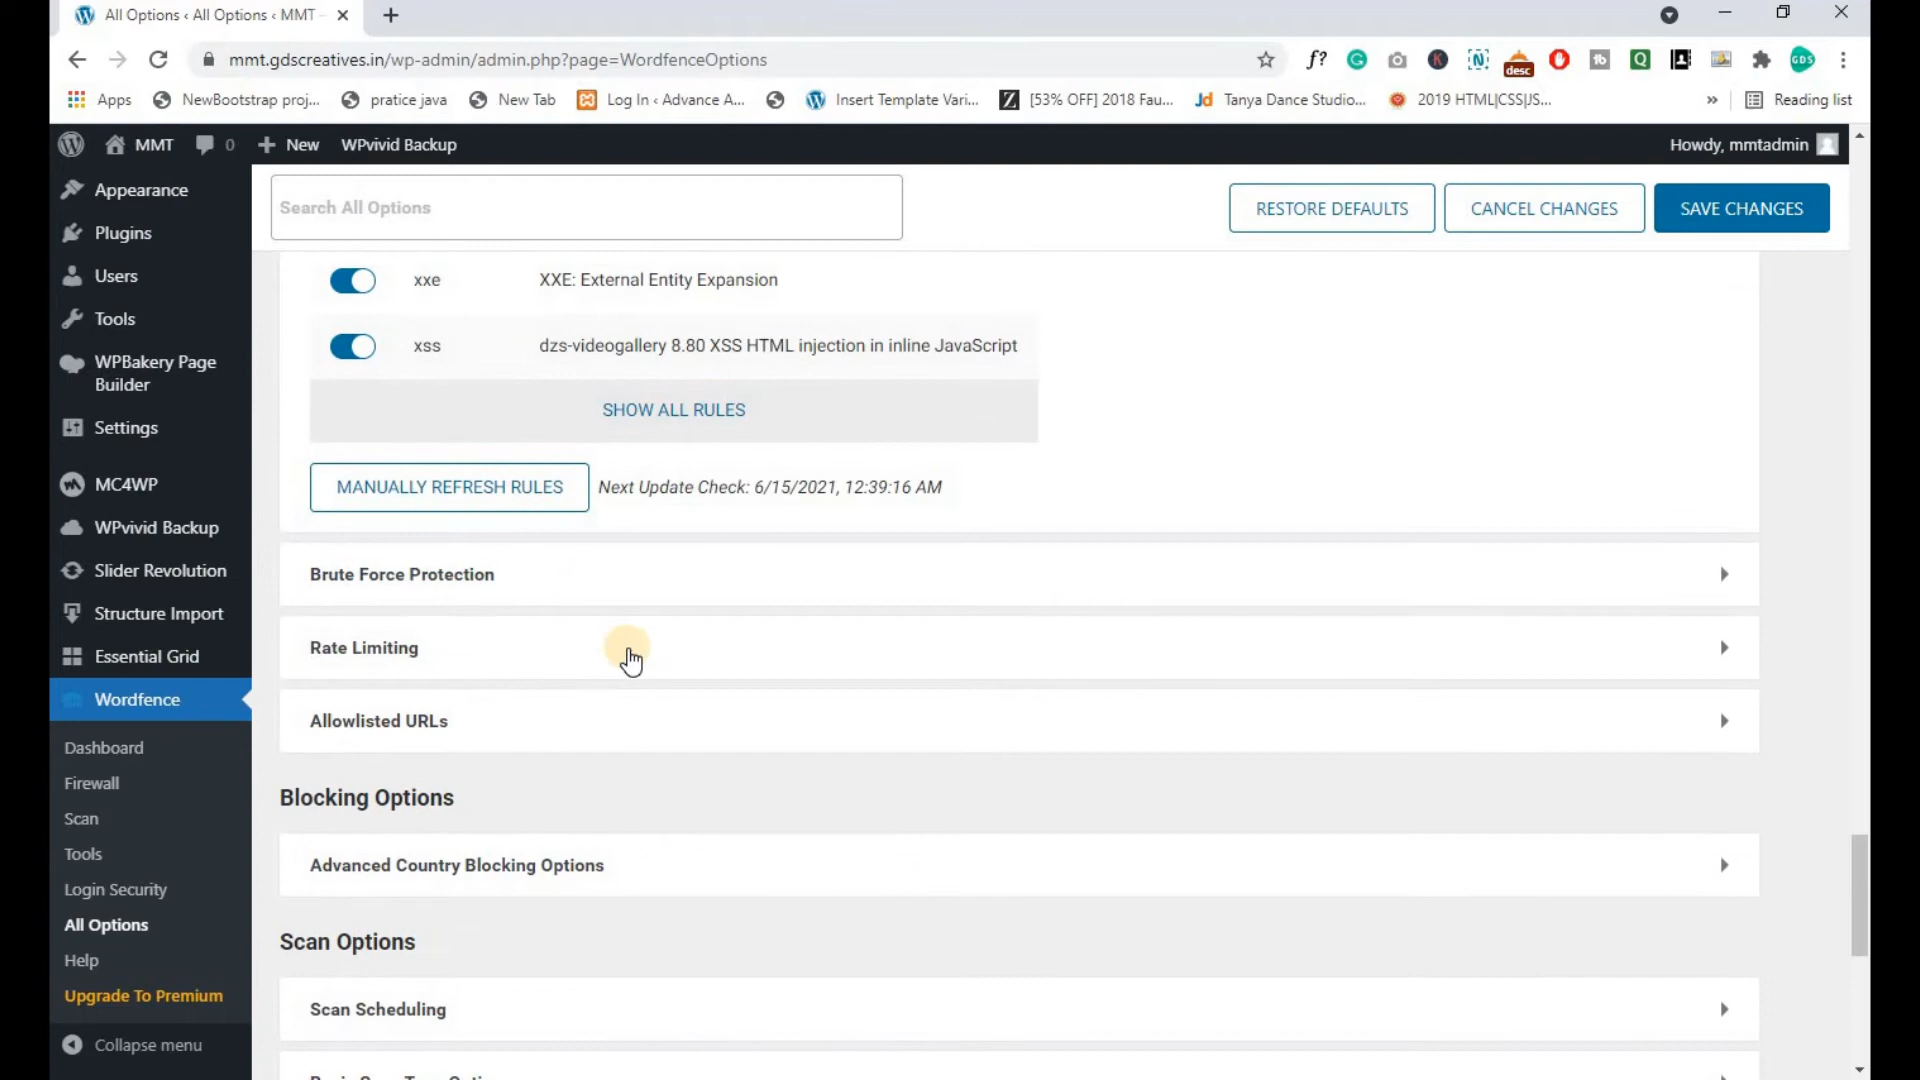 All Options ‹ All Options ‹ MMT
mmt.gdscreatives.in/wp-admin/admin.php?page=WordfenceOptions
f?
desc
GDS
Apps
NewBootstrap proj...
pratice java
New Tab
Log In ‹ Advance A...
Insert Template Vari...
[53% OFF] 2018 Fau...
Jd
Tanya Dance Studio...
2019 HTML|CSS|JS...
»
Reading list
MMT
0
New
WPvivid Backup
Howdy, mmtadmin
Appearance
Plugins
Users
Tools
WPBakery Page
Builder
Settings
MC4WP
WPvivid Backup
Slider Revolution
Structure Import
Essential Grid
Wordfence
Dashboard
Firewall
Scan
Tools
Login Security
All Options
Help
Upgrade To Premium
Collapse menu
Search All Options
RESTORE DEFAULTS
CANCEL CHANGES
SAVE CHANGES
xxe XXE: External Entity Expansion
xss dzs-videogallery 8.80 XSS HTML injection in inline JavaScript
SHOW ALL RULES
MANUALLY REFRESH RULES Next Update Check: 6/15/2021, 12:39:16 AM
Brute Force Protection
Rate Limiting
Allowlisted URLs
Blocking Options
Advanced Country Blocking Options
Scan Options
Scan Scheduling